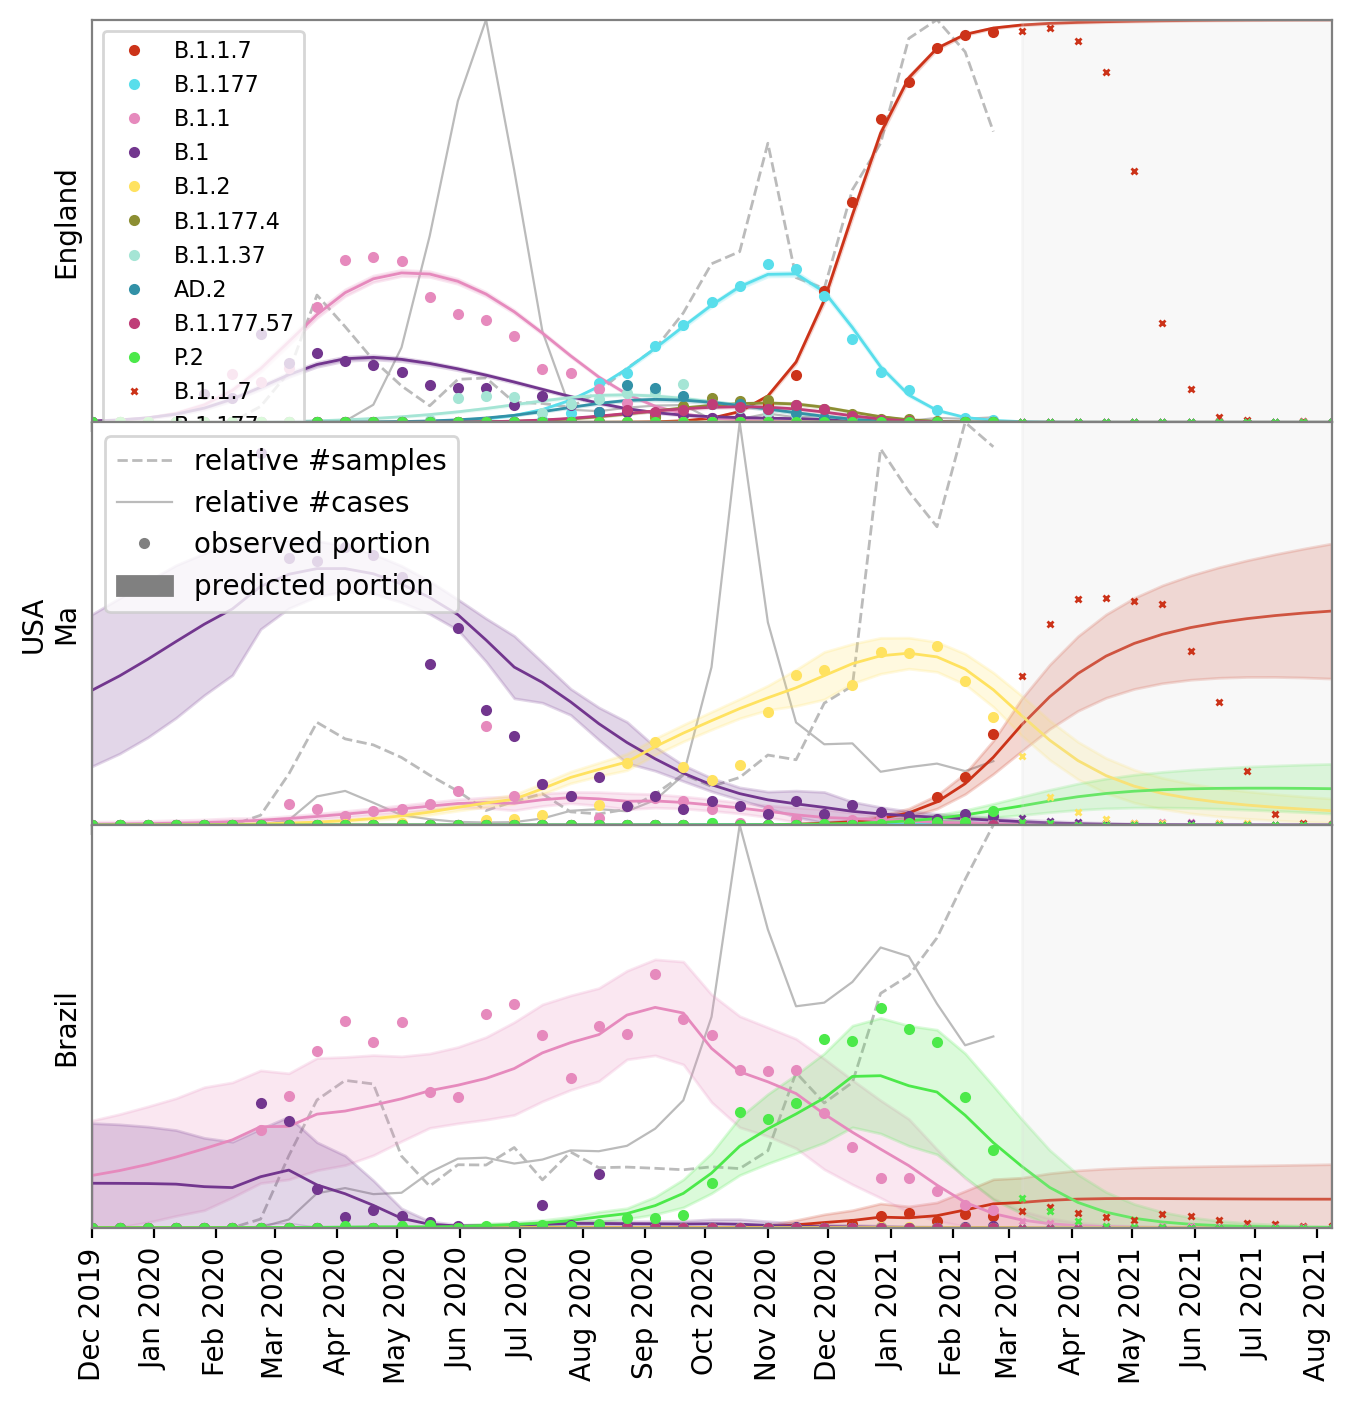 England
B.1.1.7
B.1.177
B.1.1
B.1
B.1.2
B.1.177.4
B.1.1.37
AD.2
B.1.177.57
P.2
B.1.1.7
USA
Ma
relative #samples
relative #cases
observed portion
predicted portion
Brazil
Dec 2019
Jan 2020
Feb 2020
Mar 2020
Apr 2020
May 2020
Jun 2020
Jul 2020
Aug 2020
Sep 2020
Oct 2020
Nov 2020
Dec 2020
Jan 2021
Feb 2021
Mar 2021
Apr 2021
May 2021
Jun 2021
Jul 2021
Aug 2021